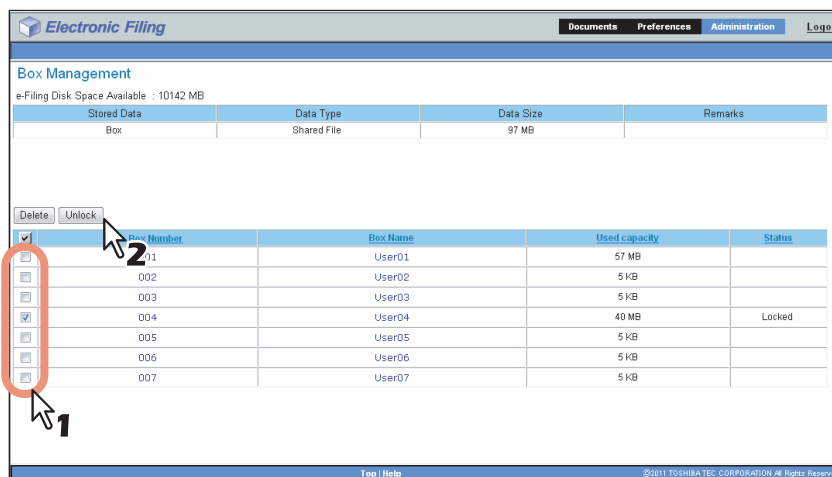 Electronic Filing
Documents Preferences Administration Logo
Box Management
e-Filing Disk Space Available : 10142 MB
Stored Data Data Type Data Size Remarks
Box Shared File 97 MB
Delete Unlock
Box Number Box Name Used capacity Status
01 User01 57 MB
002 User02 5 KB
003 User03 5 KB
004 User04 40 MB Locked
005 User05 5 KB
006 User06 5 KB
007 User07 5 KB
2
1
Top | Help ©2011 TOSHIBA TEC CORPORATION All Rights Reserv